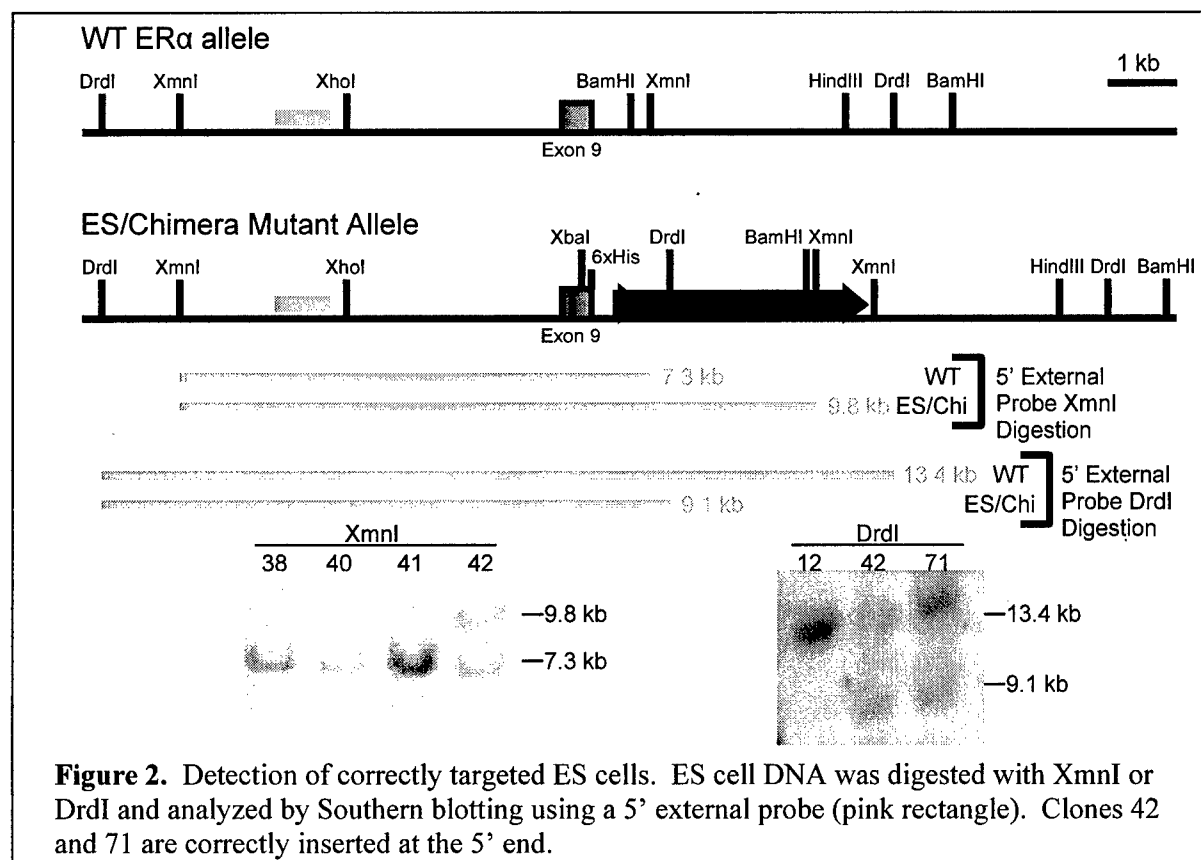 WT ERα allele
1 kb
DrdI XmnI XhoI BamHI XmnI HindIII DrdI BamHI
Exon 9
ES/Chimera Mutant Allele
DrdI XmnI XhoI XbaI 6xHis DrdI BamHI XmnI XmnI HindIII DrdI BamHI
Exon 9
7 3 kb WT 5' External
9.8 kb ES/Chi Probe XmnI
Digestion
13 4 kb WT 5' External
9 1 kb ES/Chi Probe DrdI
Digestion
XmnI
38 40 41 42
—9.8 kb
—7.3 kb
DrdI
12 42 71
—13.4 kb
—9.1 kb
Figure 2. Detection of correctly targeted ES cells. ES cell DNA was digested with XmnI or
DrdI and analyzed by Southern blotting using a 5' external probe (pink rectangle). Clones 42
and 71 are correctly inserted at the 5' end.